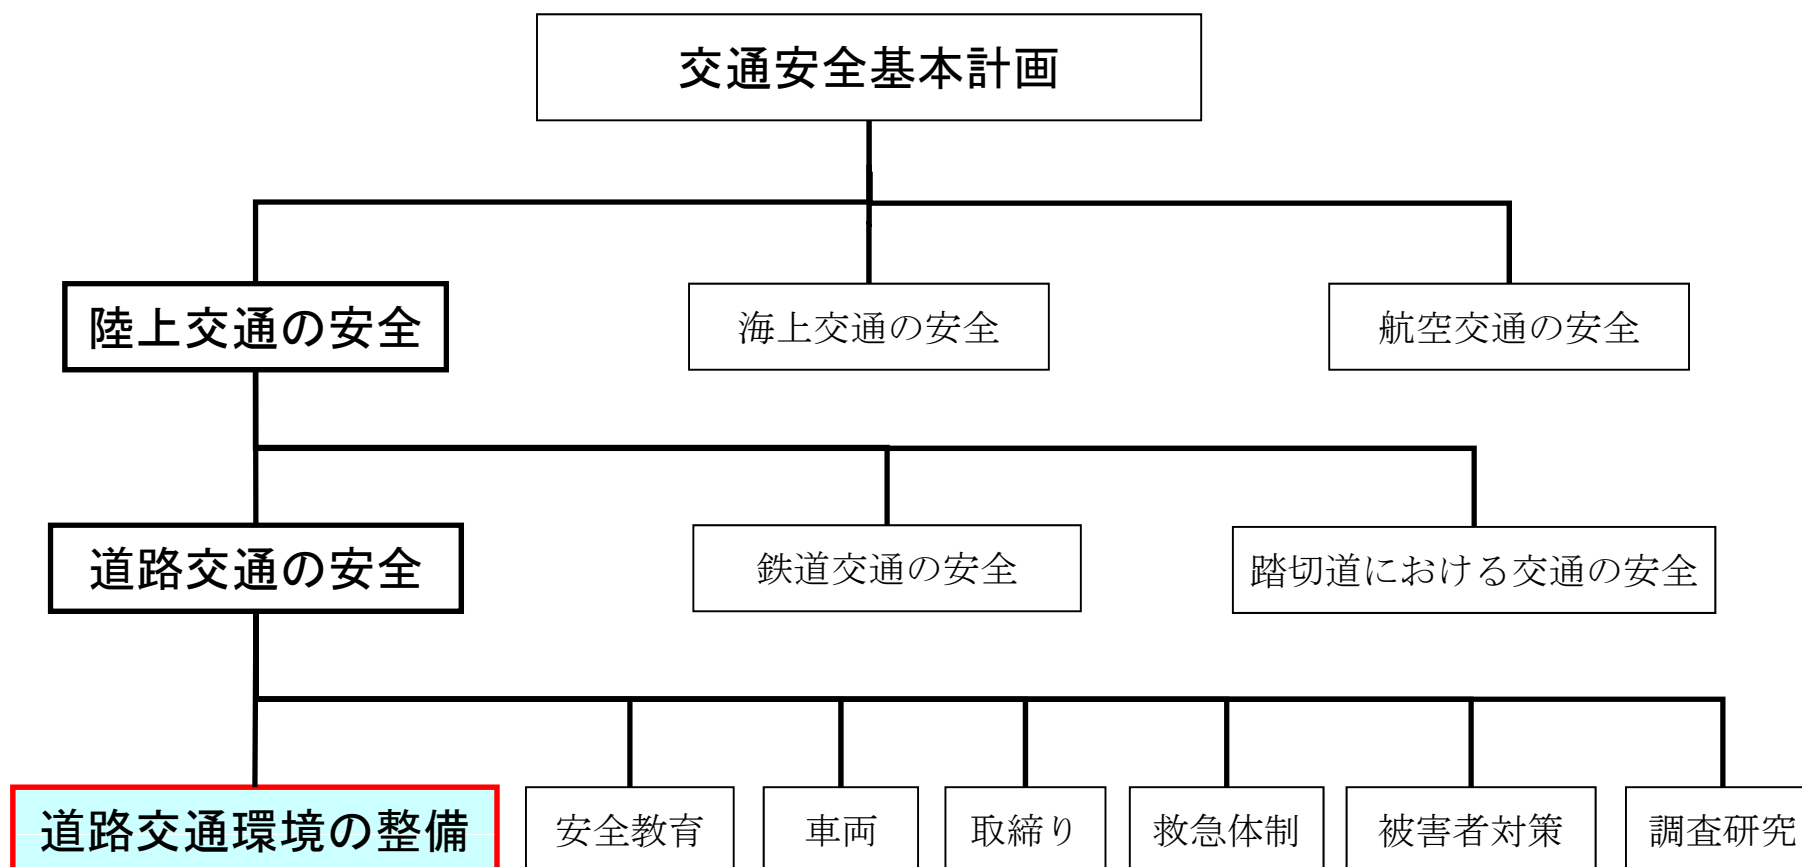 交通安全基本計画
陸上交通の安全
海上交通の安全
航空交通の安全
道路交通の安全
鉄道交通の安全
踏切道における交通の安全
道路交通環境の整備
安全教育
車両
取締り
救急体制
被害者対策
調査研究